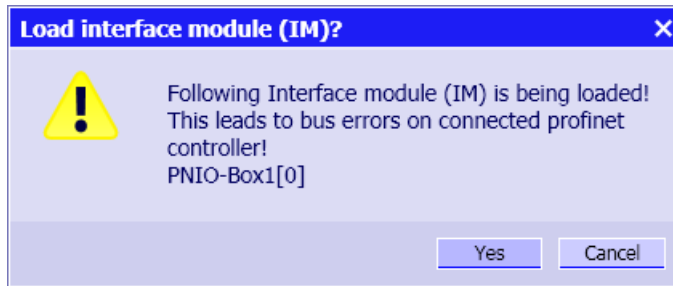 Load interface module (IM)?
Following Interface module (IM) is being loaded!
This leads to bus errors on connected profinet
controller!
PNIO-Box1[0]
Yes Cancel